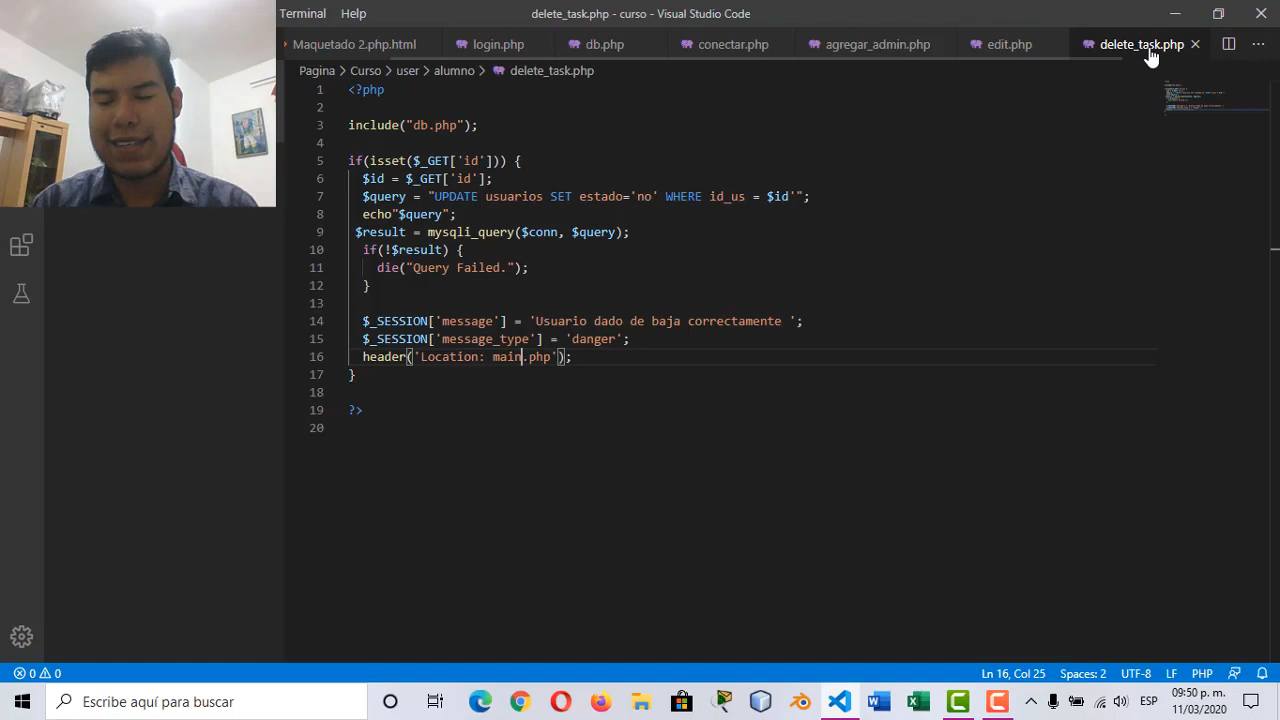 Terminal Help delete_task.php - curso - Visual Studio Code
Maquetado 2.php.html login.php db.php conectar.php agregar_admin.php edit.php delete_task.php
Pagina > Curso > user > alumno > delete_task.php
1 <?php
2
3 include("db.php");
4
5 if(isset($_GET['id'])) {
6 $id = $_GET['id'];
7 $query = "UPDATE usuarios SET estado='no' WHERE id_us = $id'";
8 echo"$query";
9 $result = mysqli_query($conn, $query);
10 if(!$result) {
11 die("Query Failed.");
12 }
13
14 $_SESSION['message'] = 'Usuario dado de baja correctamente ';
15 $_SESSION['message_type'] = 'danger';
16 header('Location: main.php');
17 }
18
19 ?>
20
0 0 Ln 16, Col 25 Spaces: 2 UTF-8 LF PHP
Escribe aquí para buscar ESP 09:50 p. m.
11/03/2020